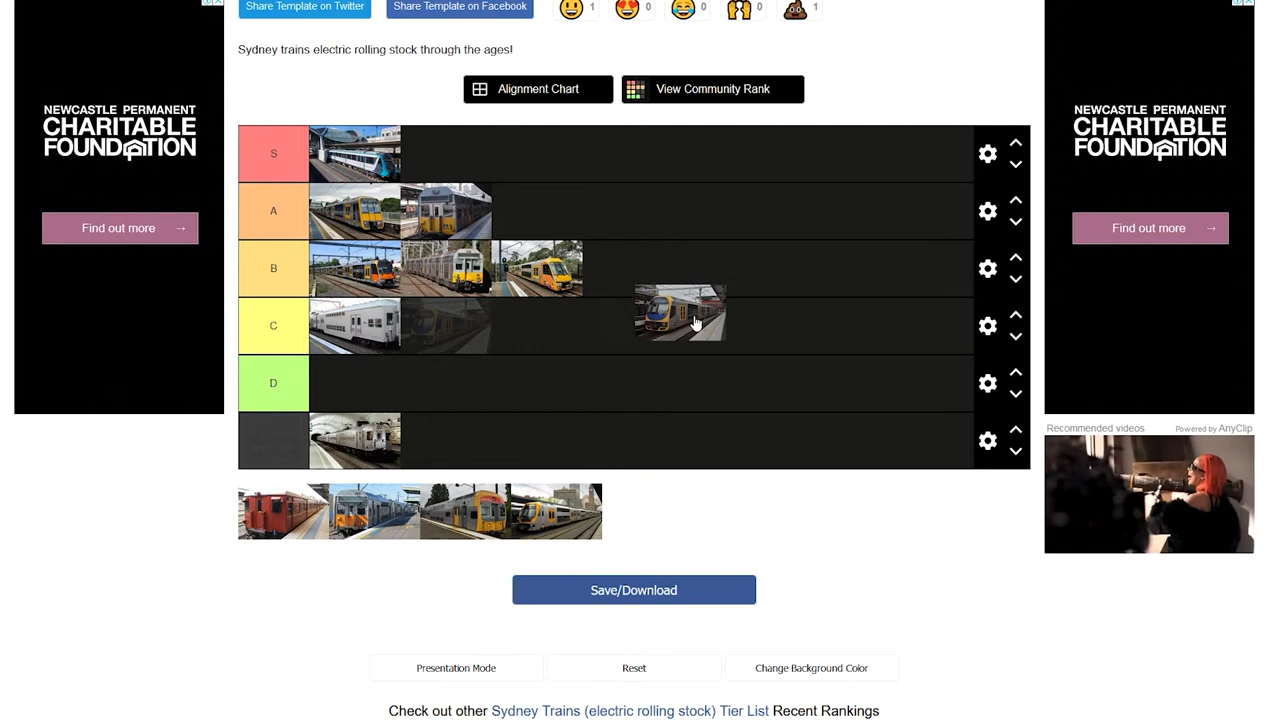 Share Template on Twitter
Share Template on Facebook
1
0
0
0
1
Sydney trains electric rolling stock through the ages!
Alignment Chart
View Community Rank
NEWCASTLE PERMANENT
CHARITABLE
FOUNDATION
Find out more →
S
A
B
C
D
NEWCASTLE PERMANENT
CHARITABLE
FOUNDATION
Find out more →
Recommended videos
Powered by AnyClip
Save/Download
Presentation Mode
Reset
Change Background Color
Check out other Sydney Trains (electric rolling stock) Tier List Recent Rankings